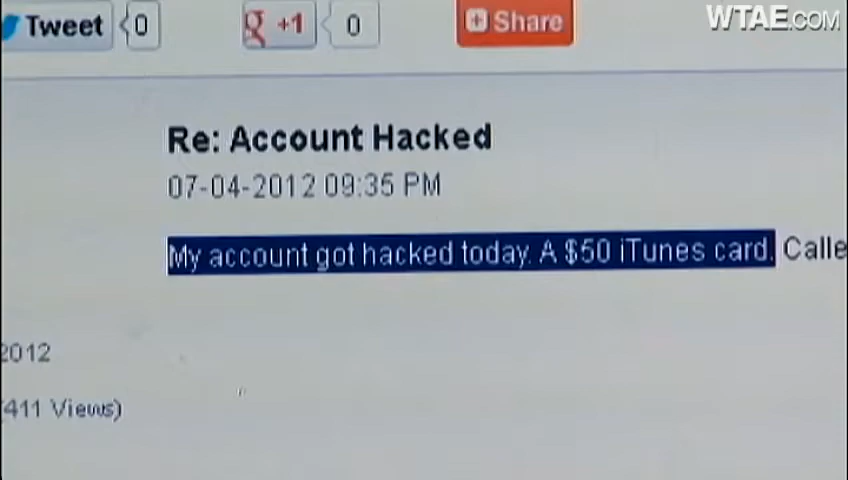 Tweet 0 +1 0 Share WTAE.COM
Re: Account Hacked
07-04-2012 09:35 PM
My account got hacked today. A $50 iTunes card. Calle
2012
(411 Views)